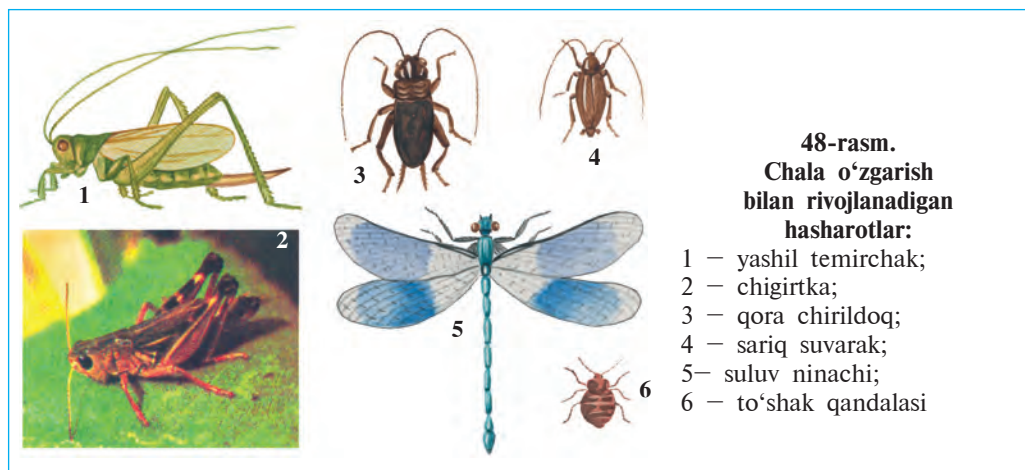 1
2
3
4
5
6
48-rasm.
Chala o‘zgarish
bilan rivojlanadigan
hasharotlar:
1 – yashil temirchak;
2 – chigirtka;
3 – qora chirildoq;
4 – sariq suvarak;
5– suluv ninachi;
6 – to‘shak qandalasi